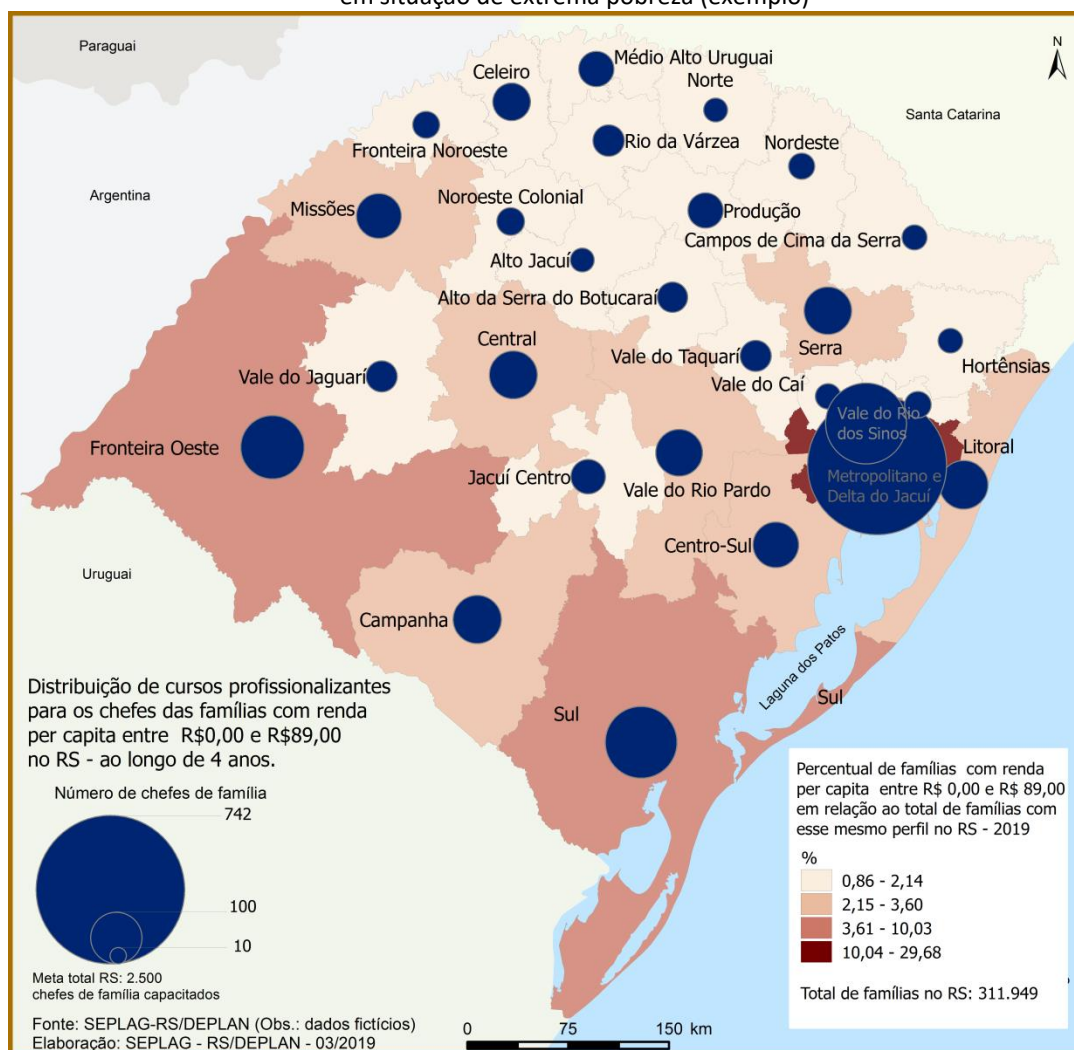 em situação de extrema pobreza (exemplo)
Paraguai
N
Médio Alto Uruguai
Celeiro
Norte
Santa Catarina
Rio da Várzea
Nordeste
Fronteira Noroeste
Argentina
Noroeste Colonial
Missões
Produção
Campos de Cima da Serra
Alto Jacuí
Alto da Serra do Botucaraí
Central
Vale do Taquarí
Serra
Hortênsias
Vale do Jaguarí
Vale do Caí
Vale do Rio
dos Sinos
Fronteira Oeste
Litoral
Jacuí Centro
Vale do Rio Pardo
Metropolitano e
Delta do Jacuí
Centro-Sul
Uruguai
Campanha
Laguna dos Patos
Sul
Sul
Distribuição de cursos profissionalizantes
para os chefes das famílias com renda
per capita entre R$0,00 e R$89,00
no RS - ao longo de 4 anos.
Número de chefes de família
742
100
10
Meta total RS: 2.500
chefes de família capacitados
Fonte: SEPLAG-RS/DEPLAN (Obs.: dados fictícios)
Elaboração: SEPLAG - RS/DEPLAN - 03/2019
0 75 150 km
Percentual de famílias com renda
per capita entre R$ 0,00 e R$ 89,00
em relação ao total de famílias com
esse mesmo perfil no RS - 2019
%
0,86 - 2,14
2,15 - 3,60
3,61 - 10,03
10,04 - 29,68
Total de famílias no RS: 311.949